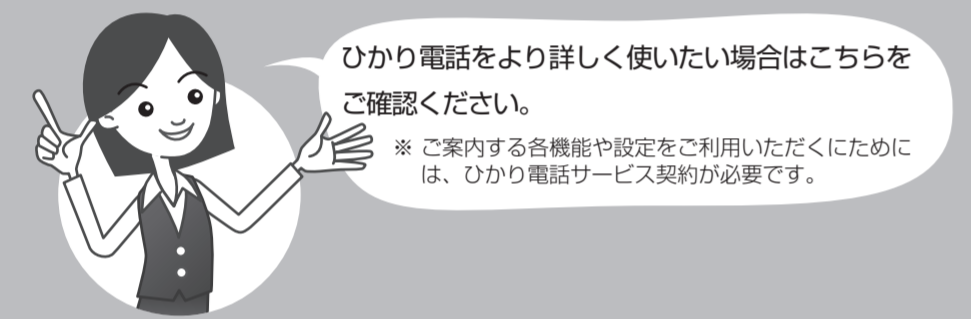 ひかり電話をより詳しく使いたい場合はこちらを
ご確認ください。
※ ご案内する各機能や設定をご利用いただくにために
は、ひかり電話サービス契約が必要です。